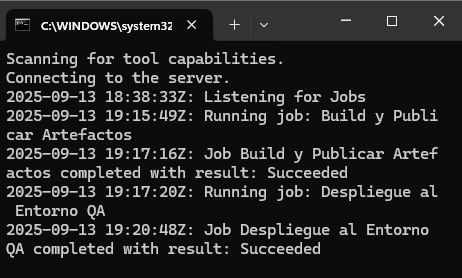 C:\WINDOWS\system32
Scanning for tool capabilities.
Connecting to the server.
2025-09-13 18:38:33Z: Listening for Jobs
2025-09-13 19:15:49Z: Running job: Build y Publi
car Artefactos
2025-09-13 19:17:16Z: Job Build y Publicar Artef
actos completed with result: Succeeded
2025-09-13 19:17:20Z: Running job: Despliegue al
 Entorno QA
2025-09-13 19:20:48Z: Job Despliegue al Entorno
QA completed with result: Succeeded